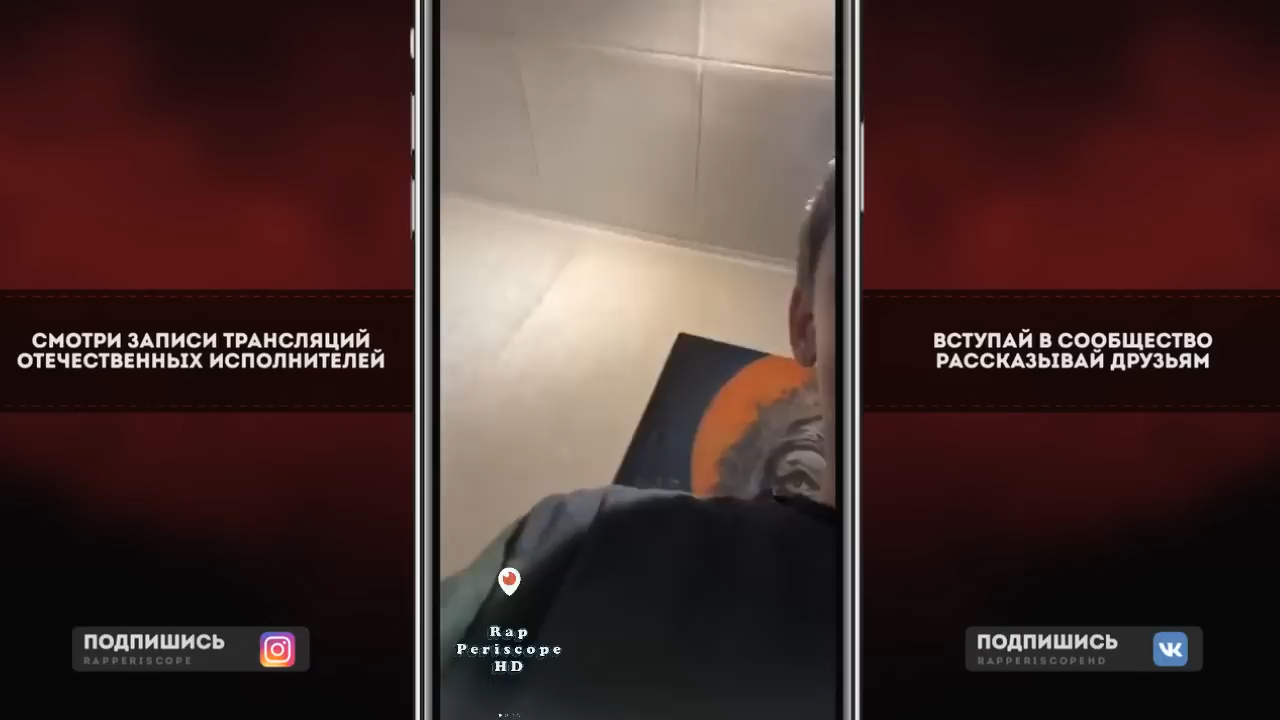 СМОТРИ ЗАПИСИ ТРАНСЛЯЦИЙ
ОТЕЧЕСТВЕННЫХ ИСПОЛНИТЕЛЕЙ
ВСТУПАЙ В СООБЩЕСТВО
РАССКАЗЫВАЙ ДРУЗЬЯМ
Rap
Periscope
HD
ПОДПИШИСЬ
RAPPERISCOPE
ПОДПИШИСЬ
RAPPERISCOPEHD